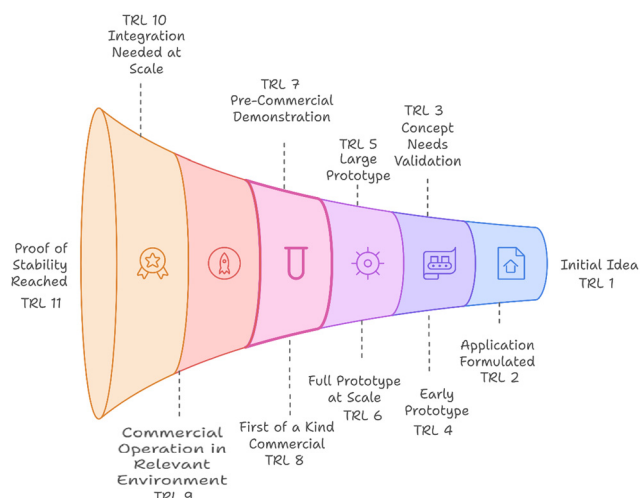 TRL 10
Integration
Needed at
Scale
TRL 7
Pre-Commercial
Demonstration
TRL 5
Large
Prototype
TRL 3
Concept
Needs
Validation
Proof of
Stability
Reached
TRL 11
Initial Idea
TRL 1
Application
Formulated
TRL 2
Full Prototype
at Scale
TRL 6
Early
Prototype
TRL 4
First of a Kind
Commercial
TRL 8
Commercial
Operation in
Relevant
Environment
TRL 9